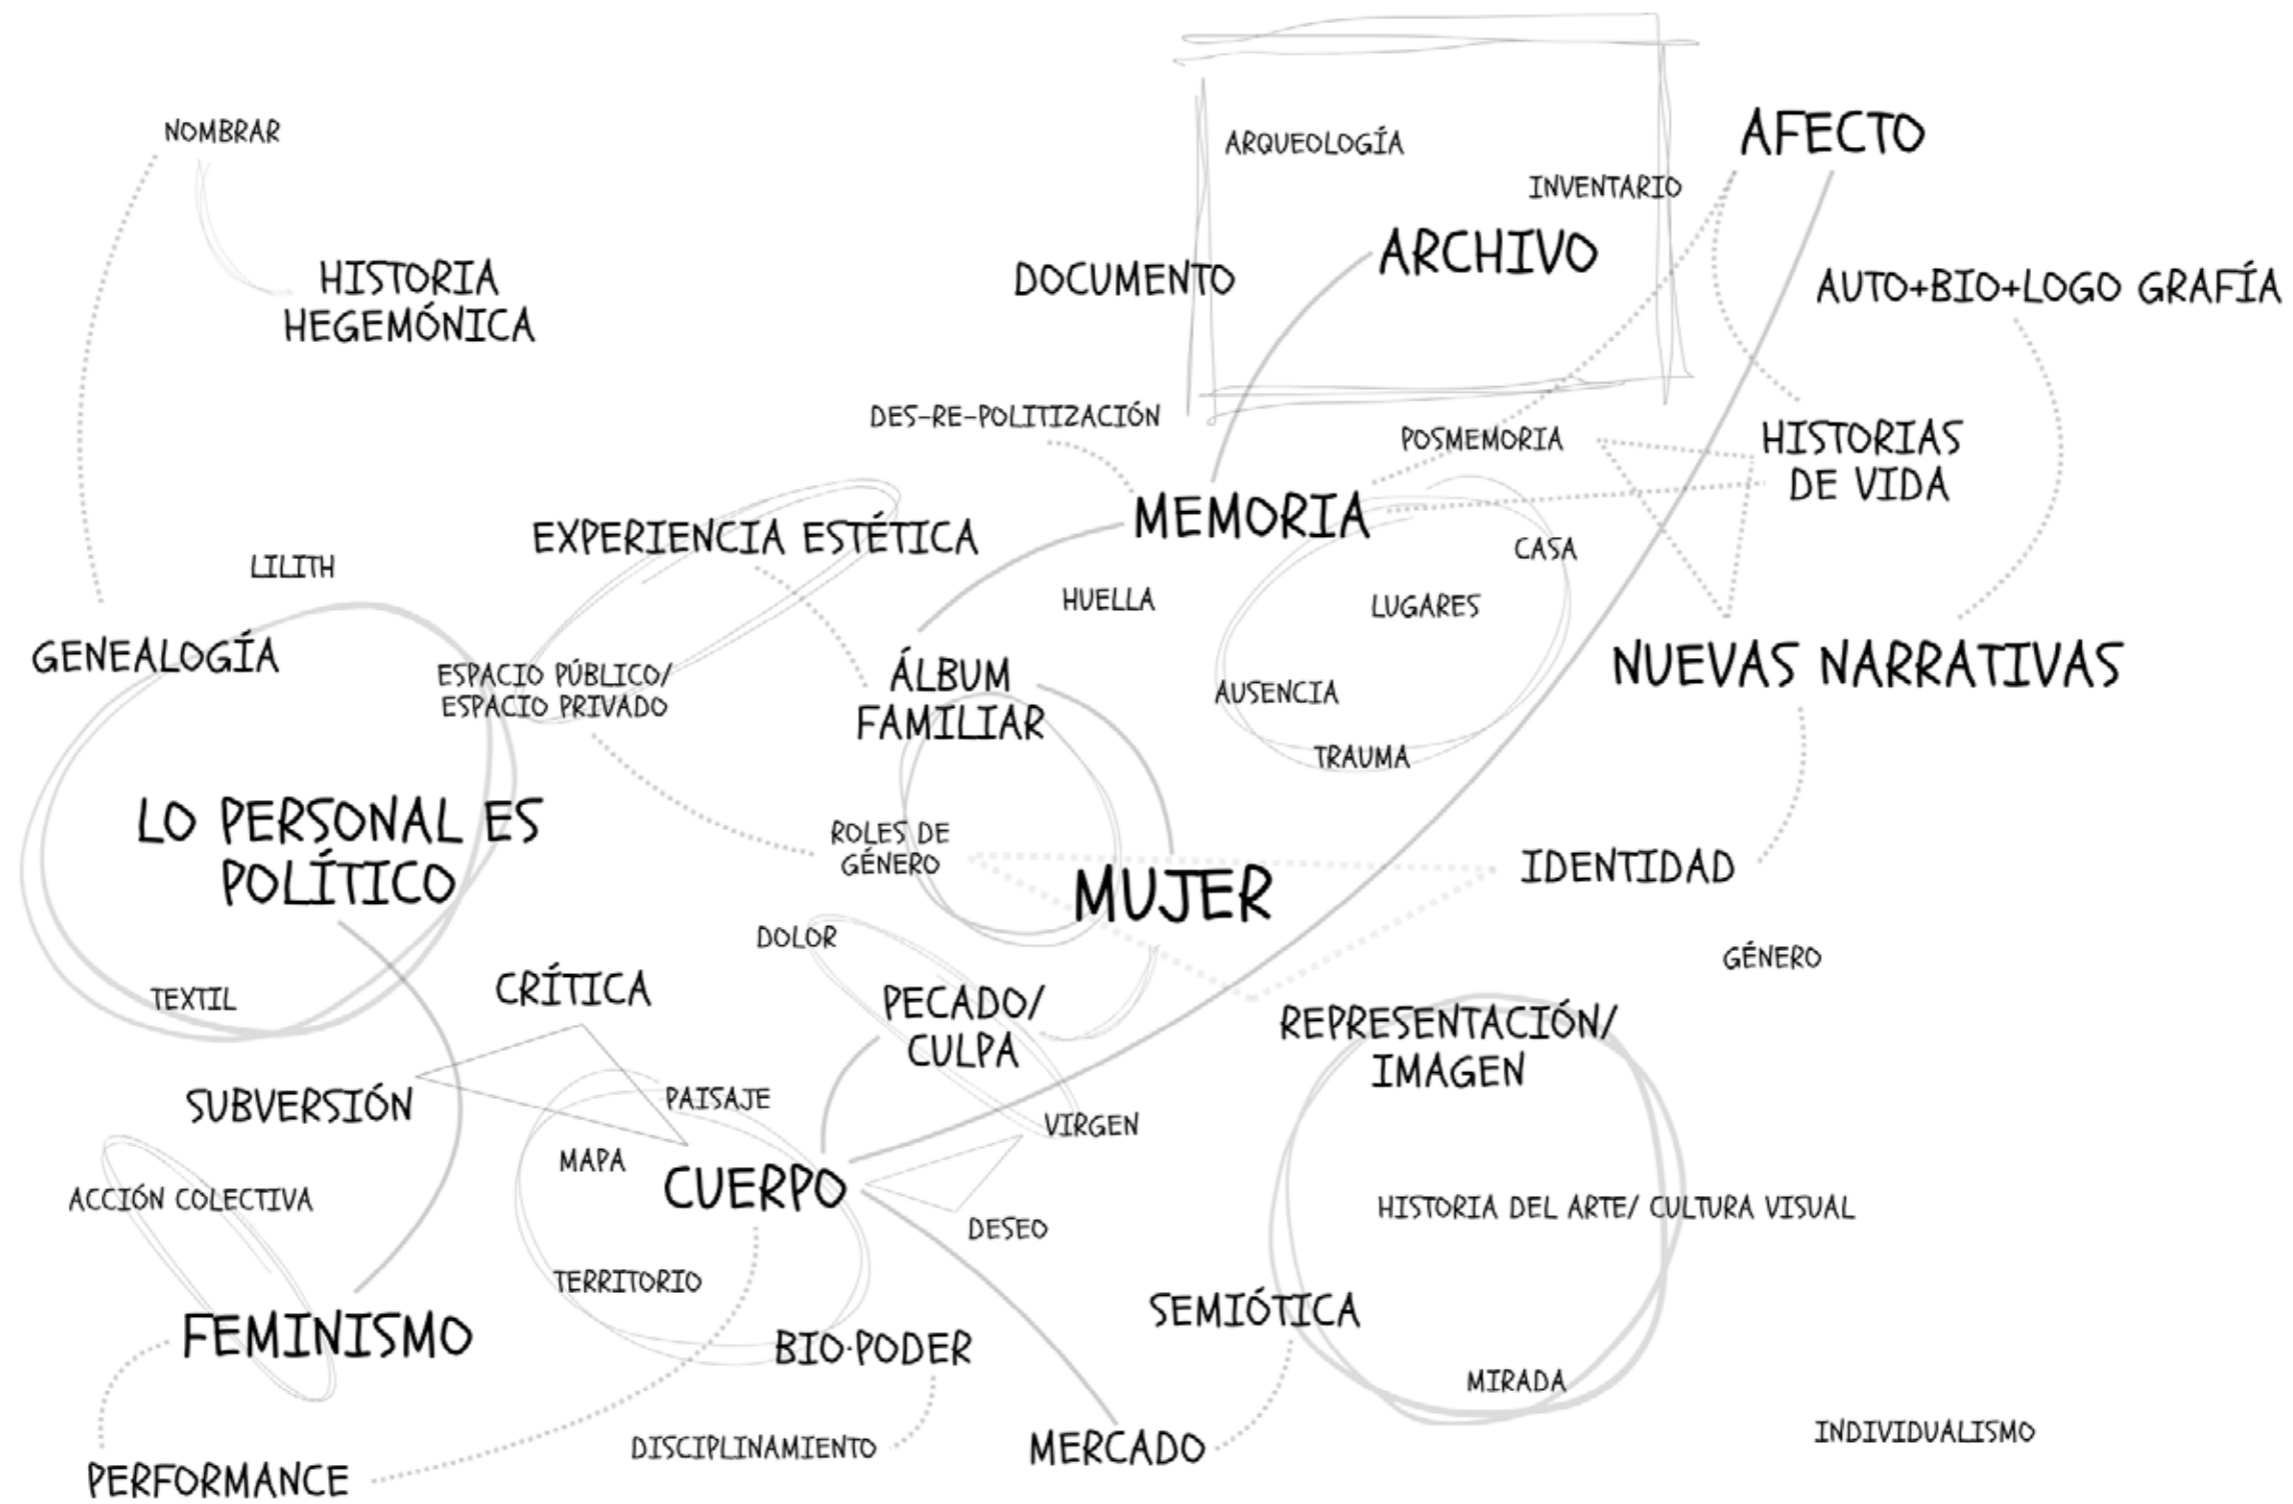 NOMBRAR
ARQUEOLOGÍA
AFECTO
INVENTARIO
HISTORIA
HEGEMÓNICA
DOCUMENTO
ARCHIVO
AUTO+BIO+LOGO GRAFÍA
DES-RE-POLITIZACIÓN
POSMEMORIA
HISTORIAS
DE VIDA
EXPERIENCIA ESTÉTICA
MEMORIA
CASA
LILITH
HUELLA
LUGARES
GENEALOGÍA
ESPACIO PÚBLICO/
ESPACIO PRIVADO
ÁLBUM
FAMILIAR
AUSENCIA
NUEVAS NARRATIVAS
TRAUMA
LO PERSONAL ES
POLÍTICO
ROLES DE
GÉNERO
MUJER
IDENTIDAD
DOLOR
GÉNERO
TEXTIL
CRÍTICA
PECADO/
CULPA
REPRESENTACIÓN/
IMAGEN
SUBVERSIÓN
PAISAJE
VIRGEN
MAPA
CUERPO
ACCIÓN COLECTIVA
DESEO
HISTORIA DEL ARTE/ CULTURA VISUAL
TERRITORIO
SEMIÓTICA
FEMINISMO
BIO·PODER
MIRADA
PERFORMANCE
DISCIPLINAMIENTO
MERCADO
INDIVIDUALISMO